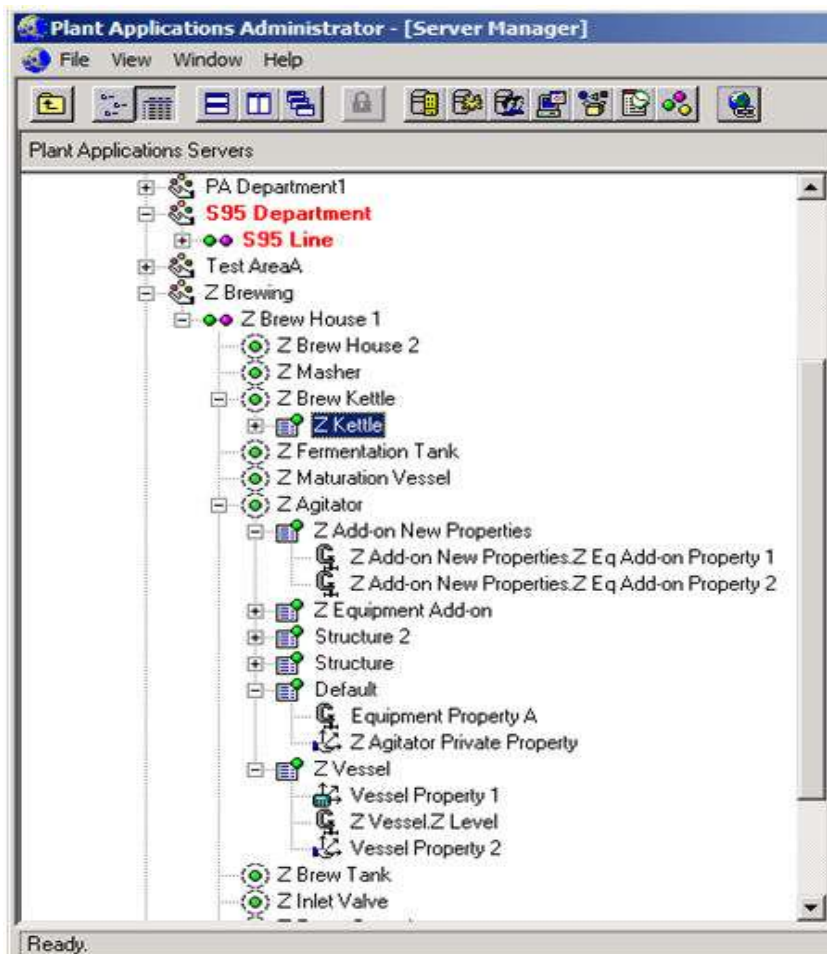 Plant Applications Administrator - [Server Manager]
File View Window Help
Plant Applications Servers
PA Department1
S95 Department
S95 Line
Test AreaA
Z Brewing
Z Brew House 1
Z Brew House 2
Z Masher
Z Brew Kettle
Z Kettle
Z Fermentation Tank
Z Maturation Vessel
Z Agitator
Z Add-on New Properties
Z Add-on New Properties.Z Eq Add-on Property 1
Z Add-on New Properties.Z Eq Add-on Property 2
Z Equipment Add-on
Structure 2
Structure
Default
Equipment Property A
Z Agitator Private Property
Z Vessel
Vessel Property 1
Z Vessel.Z Level
Vessel Property 2
Z Brew Tank
Z Inlet Valve
Ready.